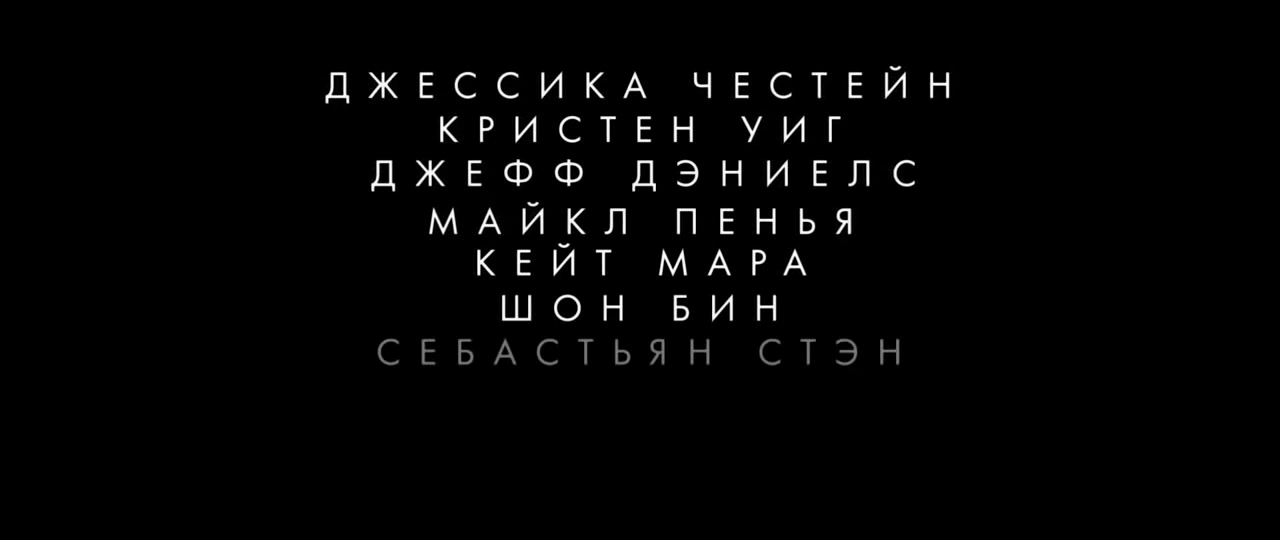 ДЖЕССИКА ЧЕСТЕЙН
КРИСТЕН УИГ
ДЖЕФФ ДЭНИЕЛС
МАЙКЛ ПЕНЬЯ
КЕЙТ МАРА
ШОН БИН
СЕБАСТЬЯН СТЭН